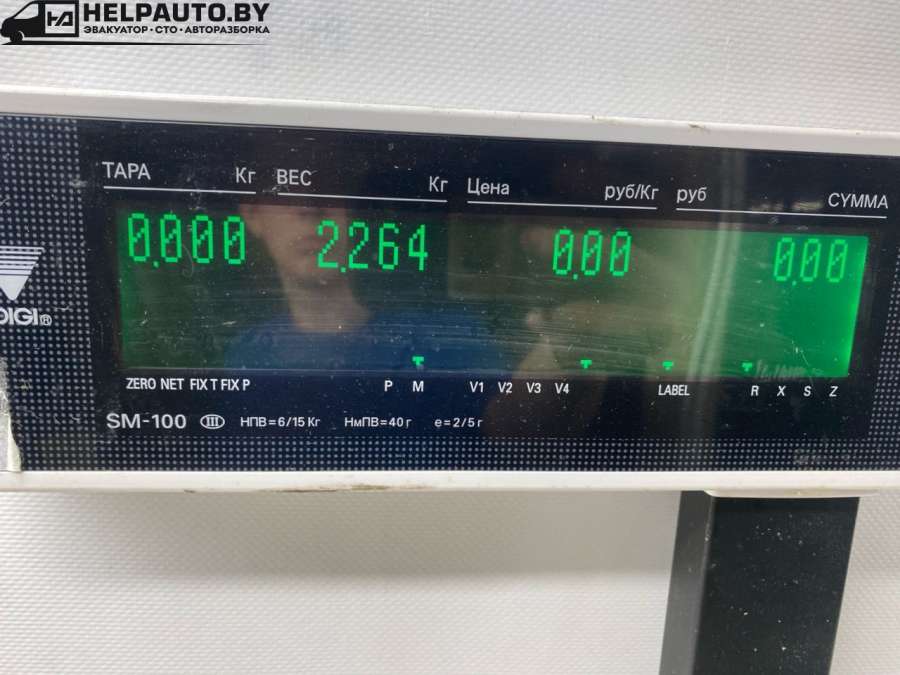 HELPAUTO.BY
ЭВАКУАТОР·СТО·АВТОРАЗБОРКА
ТАРА Кг ВЕС Кг Цена руб/Кг руб СУММА
0.000 2.264 0.00 0.00
DIGI®
ZERO NET FIX T FIX P P M V1 V2 V3 V4 LABEL R X S Z
SM-100 III НПВ=6/15 Кг НмПВ=40 г e=2/5 г